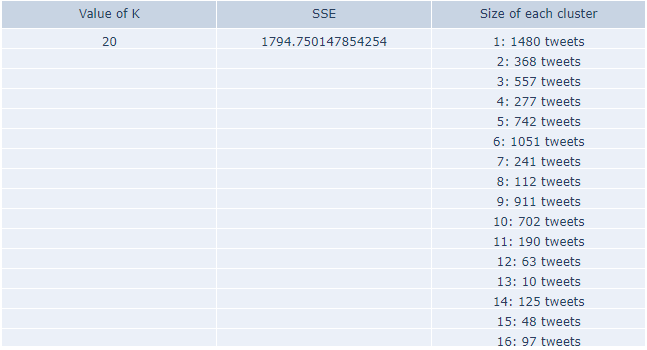 Value of K SSE Size of each cluster
20 1794.750147854254 1: 1480 tweets
2: 368 tweets
3: 557 tweets
4: 277 tweets
5: 742 tweets
6: 1051 tweets
7: 241 tweets
8: 112 tweets
9: 911 tweets
10: 702 tweets
11: 190 tweets
12: 63 tweets
13: 10 tweets
14: 125 tweets
15: 48 tweets
16: 97 tweets